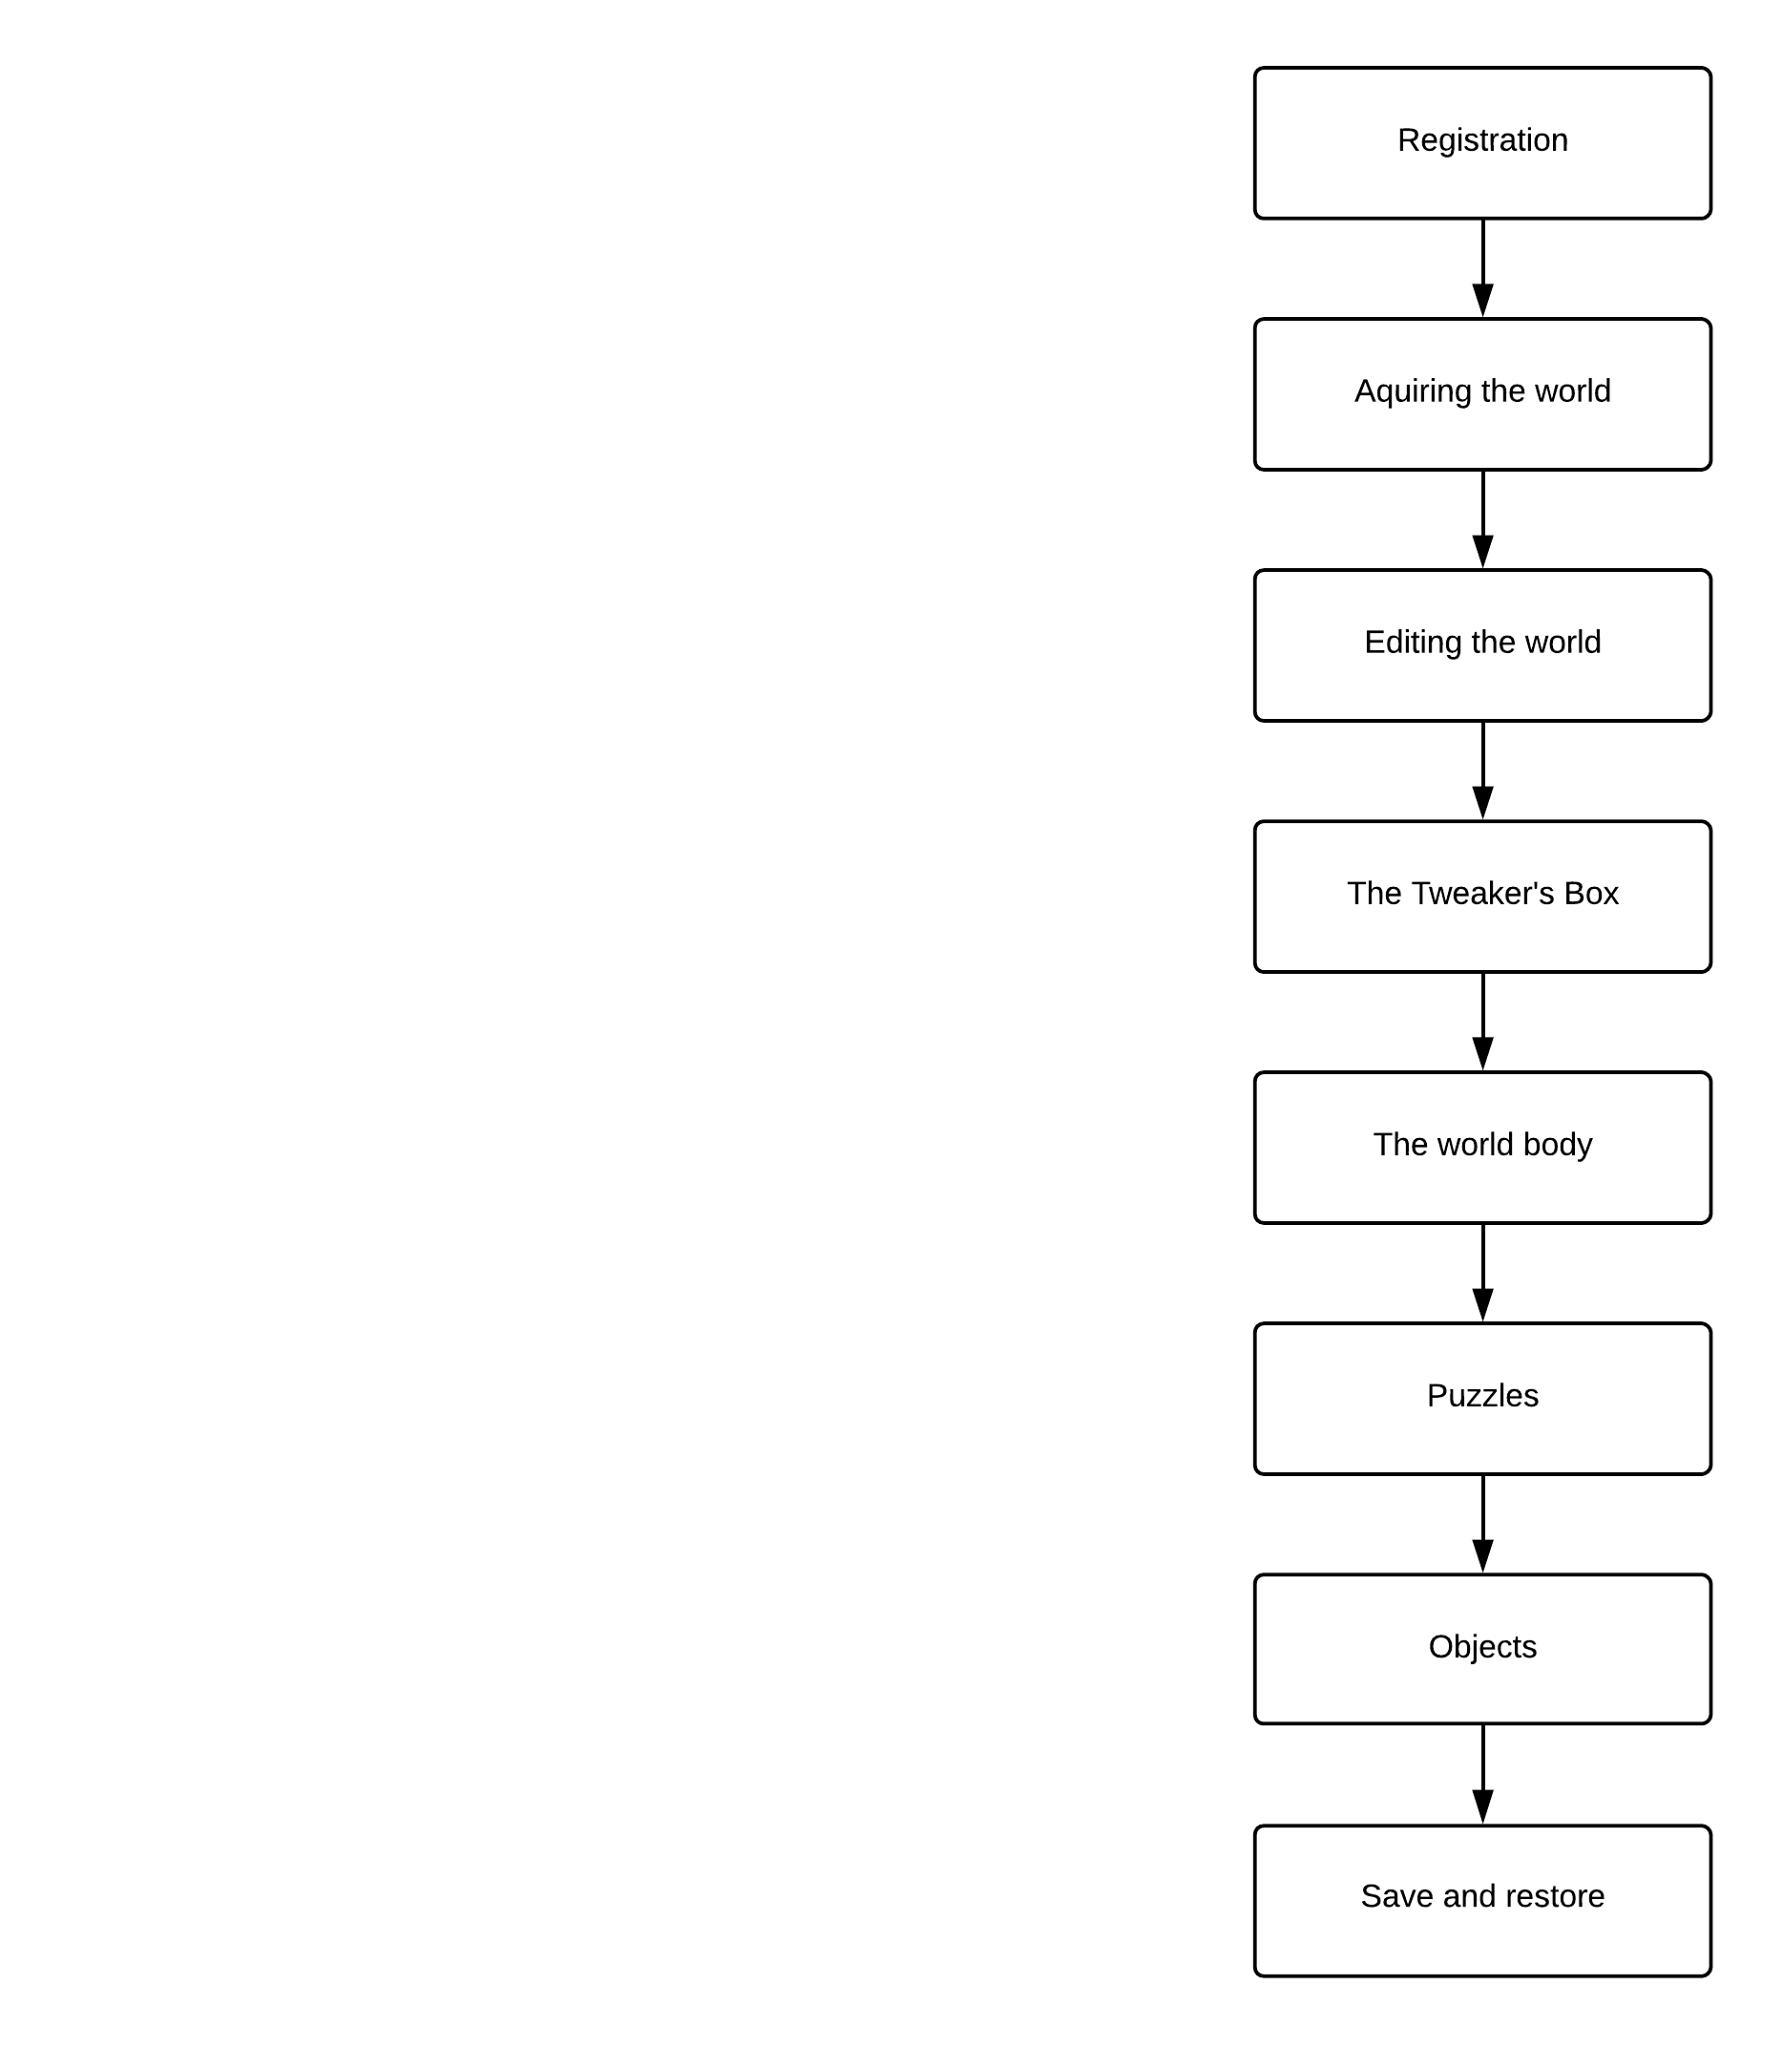 Registration
Aquiring the world
Editing the world
The Tweaker's Box
The world body
Puzzles
Objects
Save and restore